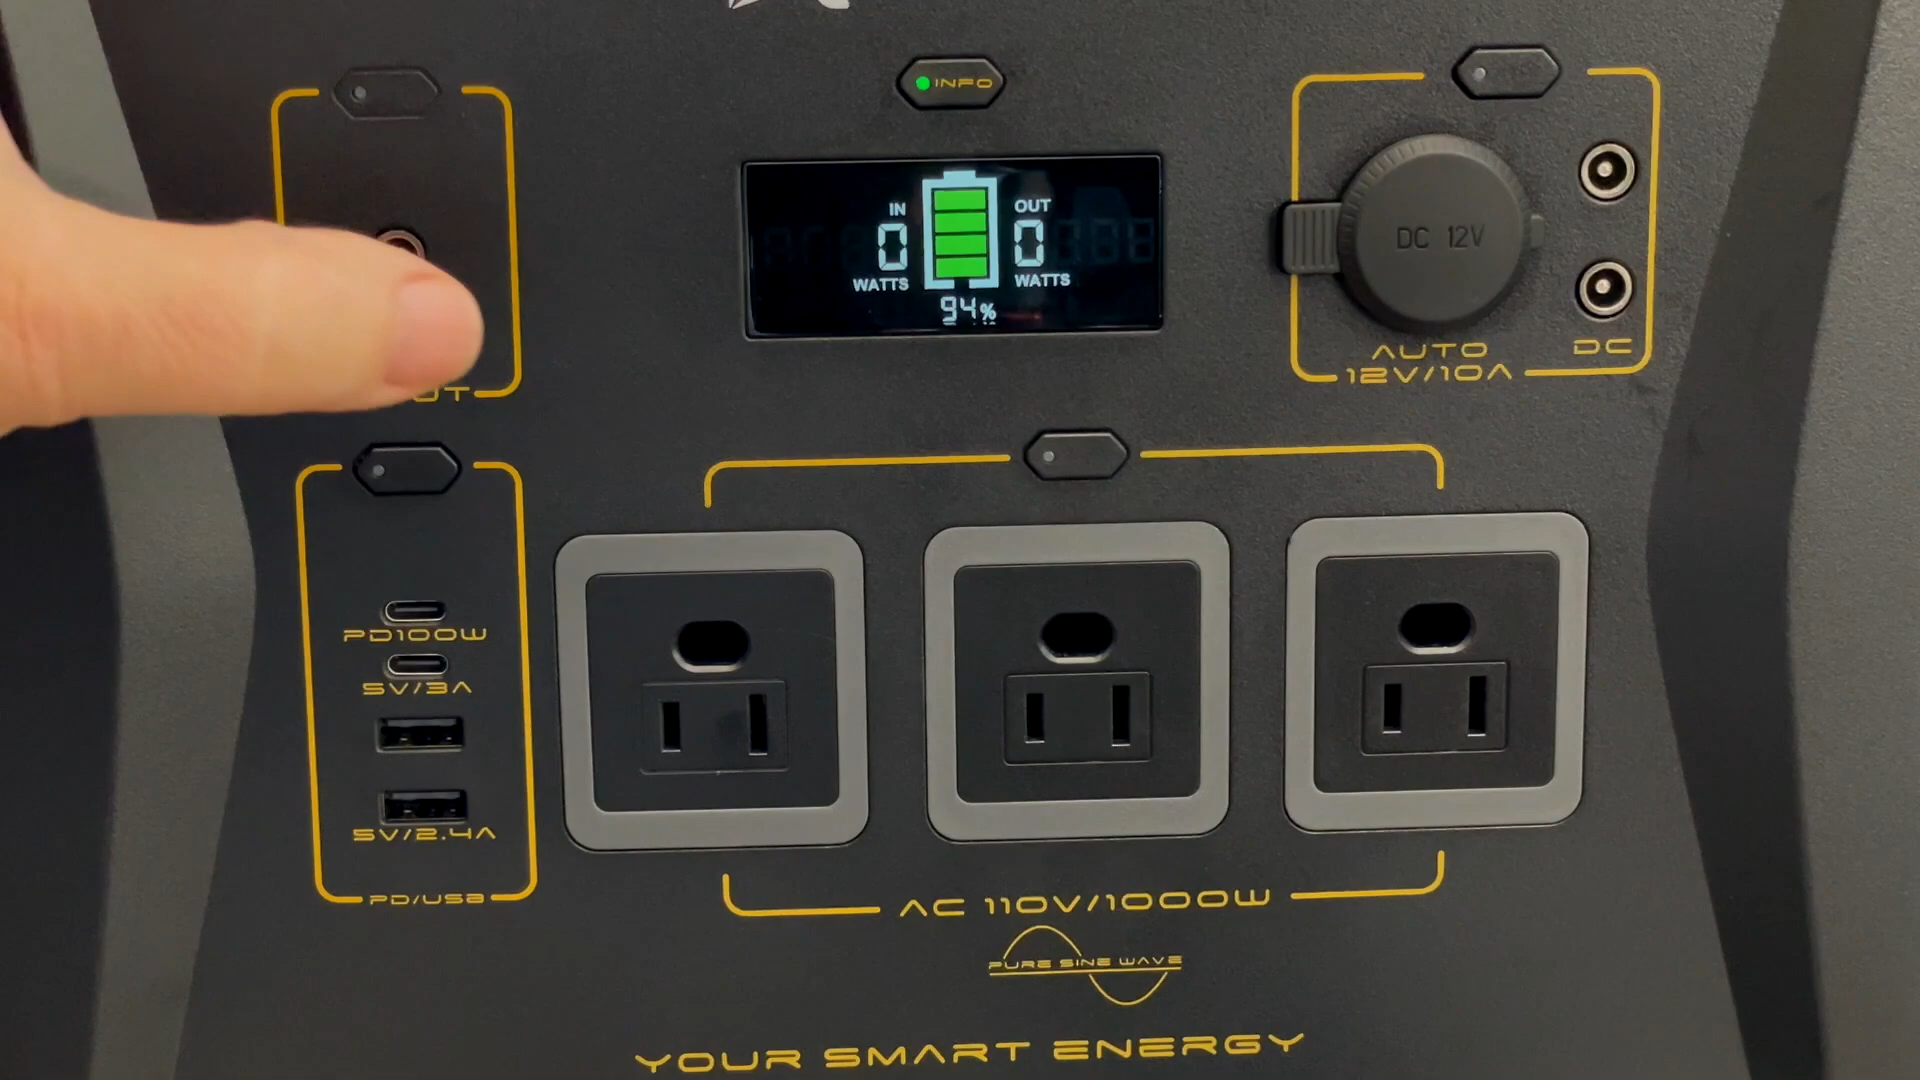 INFO
IN
0
WATTS
OUT
0
WATTS
94%
DC 12V
AUTO
12V/10A
DC
PD100W
5V/3A
5V/2.4A
PD/USB
AC 110V/1000W
PURE SINE WAVE
YOUR SMART ENERGY